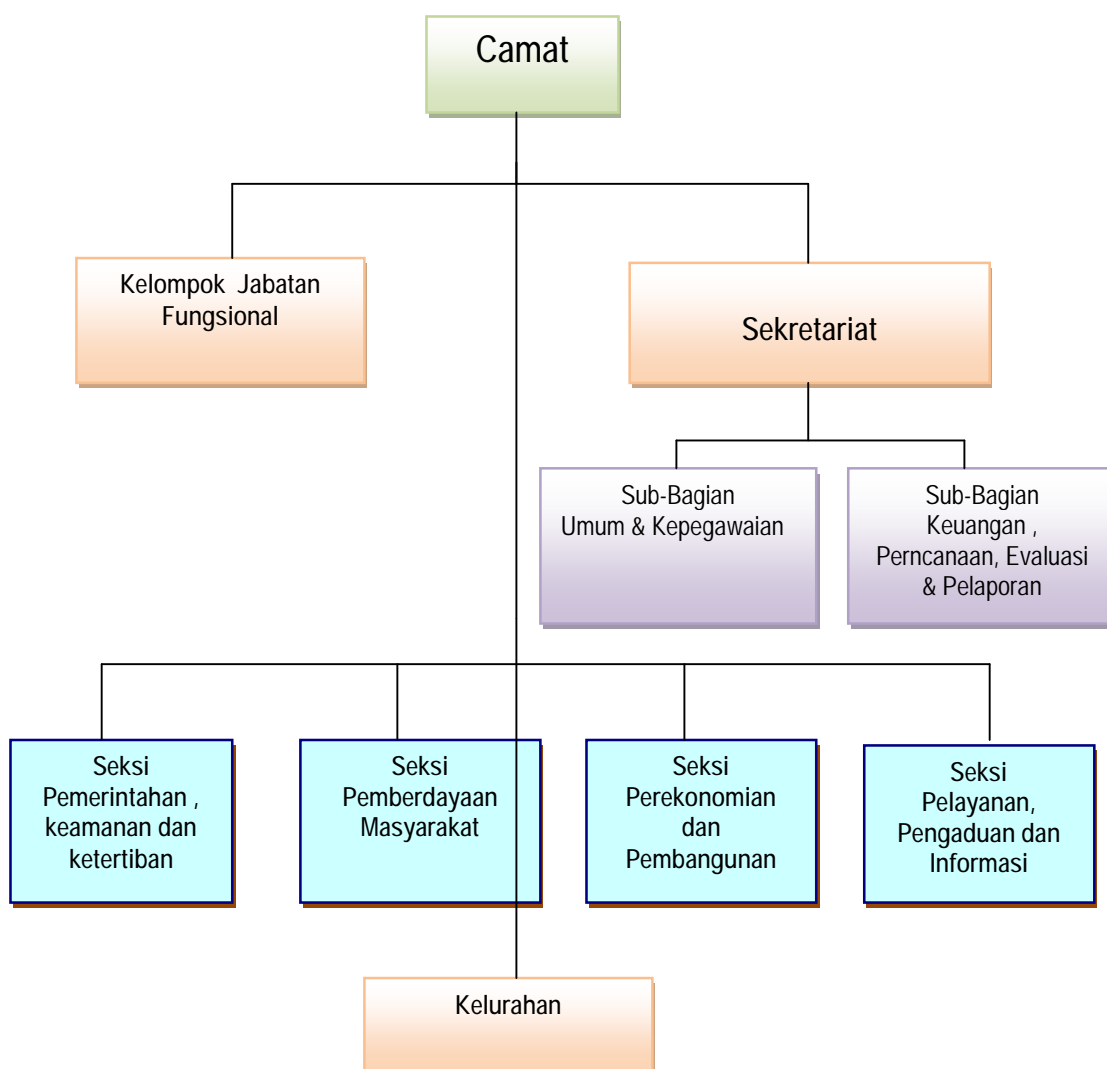 Camat
Kelompok Jabatan
Fungsional
Sekretariat
Sub-Bagian
Umum & Kepegawaian
Sub-Bagian
Keuangan ,
Perncanaan, Evaluasi
& Pelaporan
Seksi
Pemerintahan ,
keamanan dan
ketertiban
Seksi
Pemberdayaan
Masyarakat
Seksi
Perekonomian
dan
Pembangunan
Seksi
Pelayanan,
Pengaduan dan
Informasi
Kelurahan